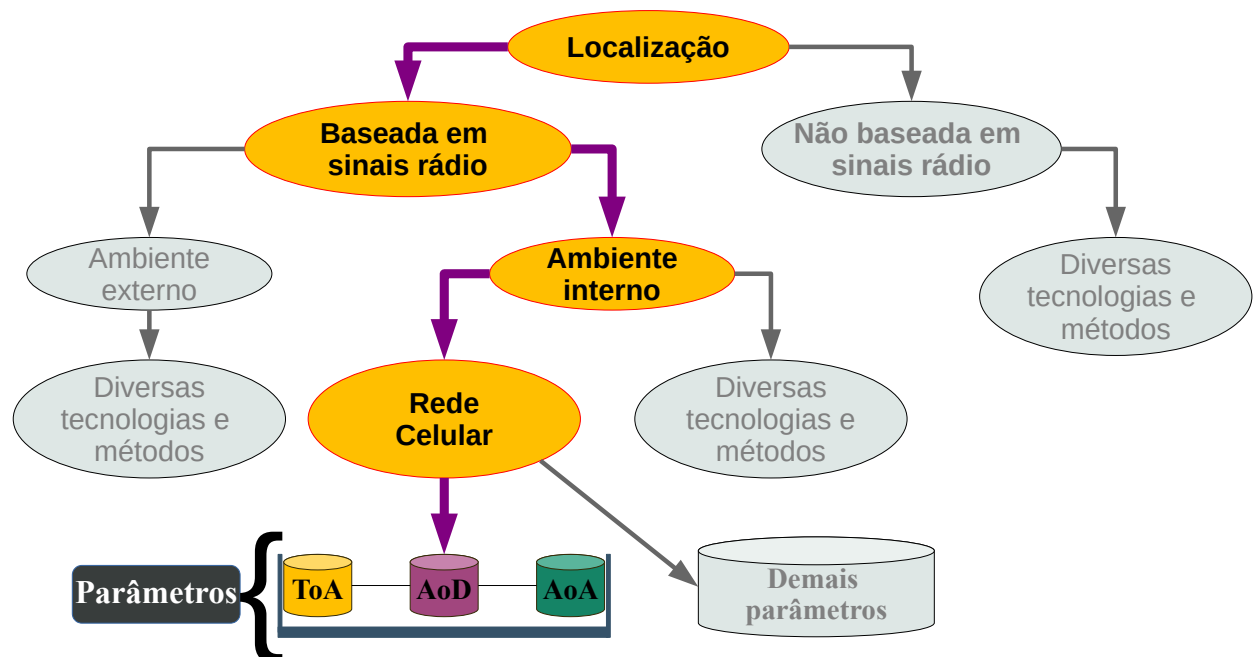 Localização
Baseada em
sinais rádio
Não baseada em
sinais rádio
Ambiente
externo
Ambiente
interno
Diversas
tecnologias e
métodos
Diversas
tecnologias e
métodos
Rede
Celular
Diversas
tecnologias e
métodos
Parâmetros
ToA
AoD
AoA
Demais
parâmetros